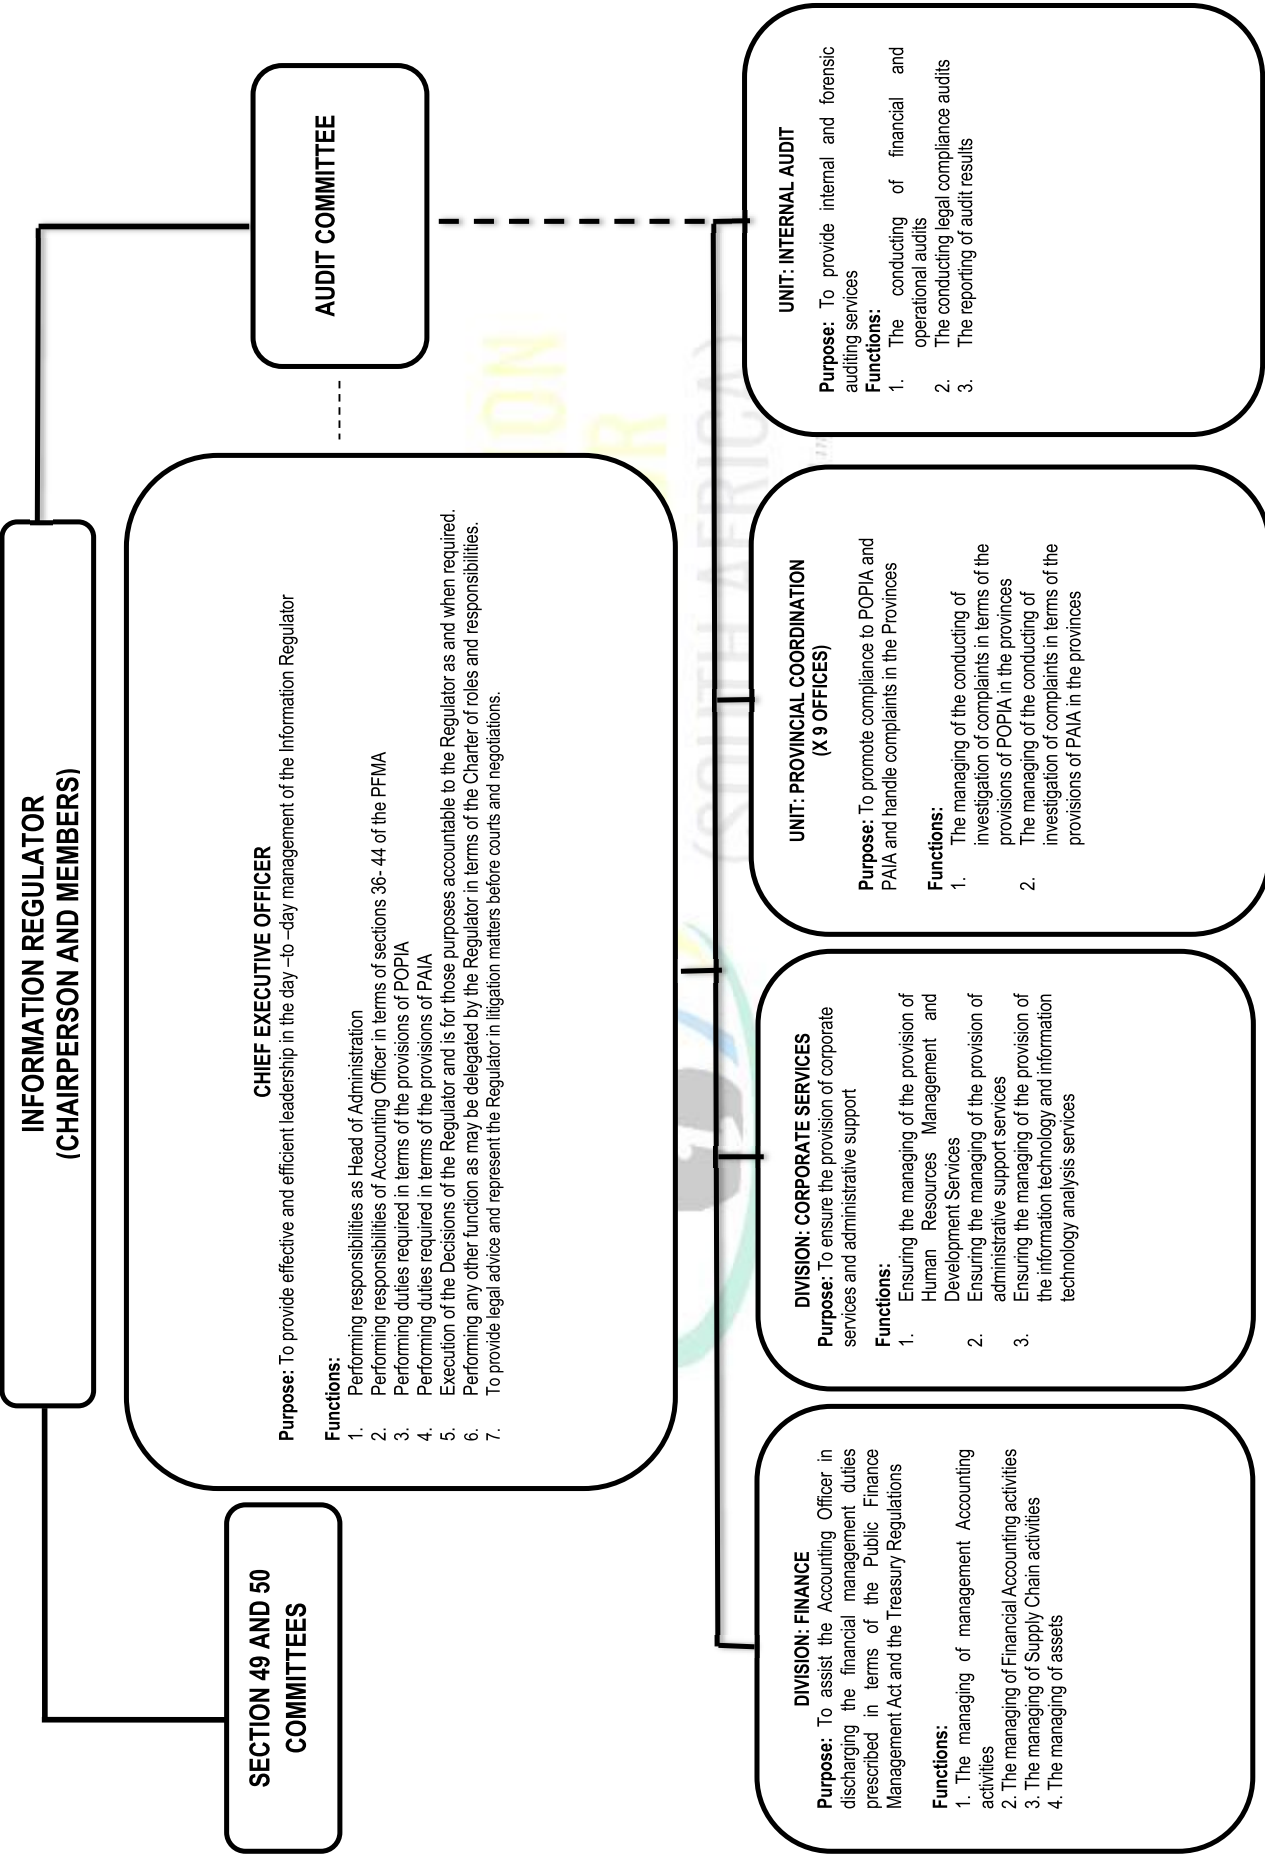 INFORMATION REGULATOR
(CHAIRPERSON AND MEMBERS)
SECTION 49 AND 50
COMMITTEES
CHIEF EXECUTIVE OFFICER
Purpose: To provide effective and efficient leadership in the day –to –day management of the Information Regulator
Functions:
1. Performing responsibilities as Head of Administration
2. Performing responsibilities of Accounting Officer in terms of sections 36- 44 of the PFMA
3. Performing duties required in terms of the provisions of POPIA
4. Performing duties required in terms of the provisions of PAIA
5. Execution of the Decisions of the Regulator and is for those purposes accountable to the Regulator as and when required.
6. Performing any other function as may be delegated by the Regulator in terms of the Charter of roles and responsibilities.
7. To provide legal advice and represent the Regulator in litigation matters before courts and negotiations.
AUDIT COMMITTEE
DIVISION: FINANCE
Purpose: To assist the Accounting Officer in
discharging the financial management duties
prescribed in terms of the Public Finance
Management Act and the Treasury Regulations
Functions:
1. The managing of management Accounting
activities
2. The managing of Financial Accounting activities
3. The managing of Supply Chain activities
4. The managing of assets
DIVISION: CORPORATE SERVICES
Purpose: To ensure the provision of corporate
services and administrative support
Functions:
1. Ensuring the managing of the provision of
Human Resources Management and
Development Services
2. Ensuring the managing of the provision of
administrative support services
3. Ensuring the managing of the provision of
the information technology and information
technology analysis services
UNIT: PROVINCIAL COORDINATION
(X 9 OFFICES)
Purpose: To promote compliance to POPIA and
PAIA and handle complaints in the Provinces
Functions:
1. The managing of the conducting of
investigation of complaints in terms of the
provisions of POPIA in the provinces
2. The managing of the conducting of
investigation of complaints in terms of the
provisions of PAIA in the provinces
UNIT: INTERNAL AUDIT
Purpose: To provide internal and forensic
auditing services
Functions:
1. The conducting of financial and
operational audits
2. The conducting legal compliance audits
3. The reporting of audit results
(SOUTH AFRICA)